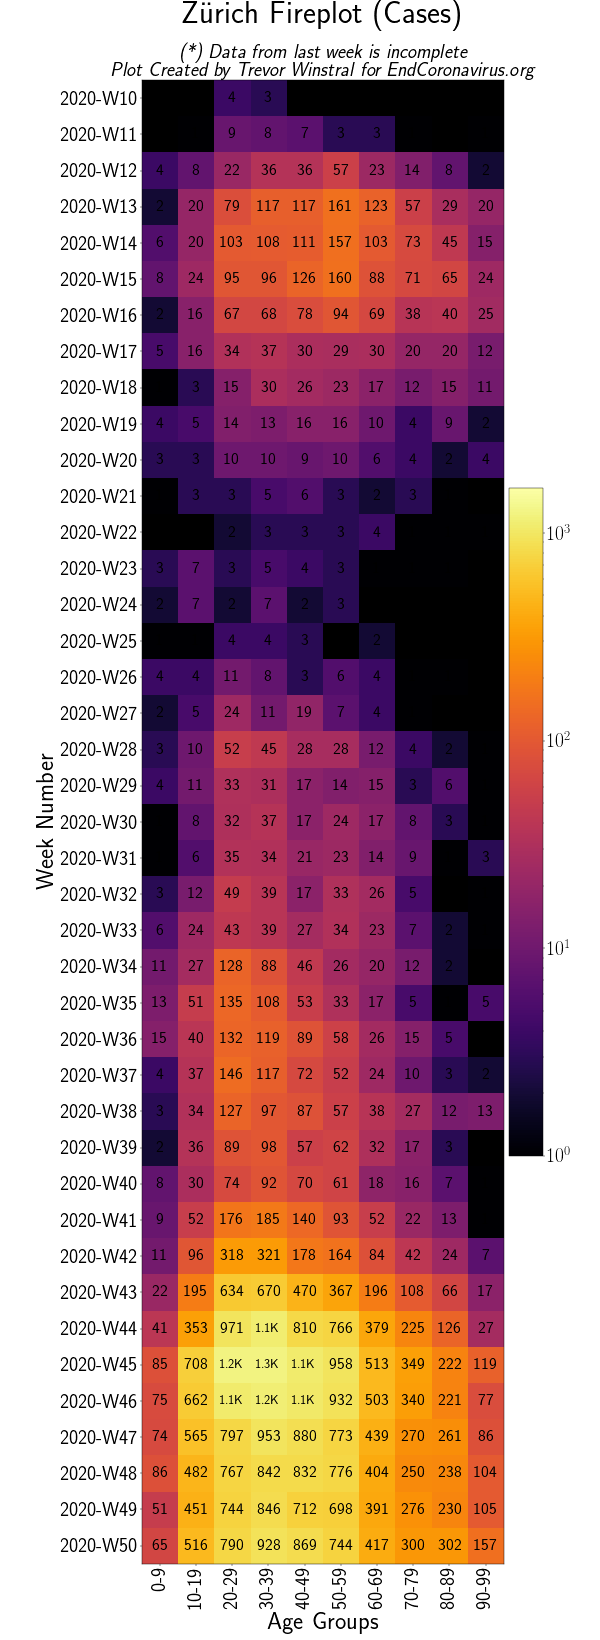 Zürich Fireplot (Cases)
(*) Data from last week is incomplete
Plot Created by Trevor Winstral for EndCoronavirus.org
2020-W10 4 3
2020-W11 9 8 7 3 3
2020-W12 4 8 22 36 36 57 23 14 8 2
2020-W13 2 20 79 117 117 161 123 57 29 20
2020-W14 6 20 103 108 111 157 103 73 45 15
2020-W15 8 24 95 96 126 160 88 71 65 24
2020-W16 2 16 67 68 78 94 69 38 40 25
2020-W17 5 16 34 37 30 29 30 20 20 12
2020-W18 3 15 30 26 23 17 12 15 11
2020-W19 4 5 14 13 16 16 10 4 9 2
2020-W20 3 3 10 10 9 10 6 4 2 4
2020-W21 3 3 5 6 3 2 3
2020-W22 2 3 3 3 4
10³
2020-W23 3 7 3 5 4 3
2020-W24 2 7 2 7 2 3
2020-W25 4 4 3 2
2020-W26 4 4 11 8 3 6 4
2020-W27 2 5 24 11 19 7 4
10²
2020-W28 3 10 52 45 28 28 12 4 2
2020-W29 4 11 33 31 17 14 15 3 6
2020-W30 8 32 37 17 24 17 8 3
Week Number
2020-W31 6 35 34 21 23 14 9 3
2020-W32 3 12 49 39 17 33 26 5
2020-W33 6 24 43 39 27 34 23 7 2
10¹
2020-W34 11 27 128 88 46 26 20 12 2
2020-W35 13 51 135 108 53 33 17 5 5
2020-W36 15 40 132 119 89 58 26 15 5
2020-W37 4 37 146 117 72 52 24 10 3 2
2020-W38 3 34 127 97 87 57 38 27 12 13
2020-W39 2 36 89 98 57 62 32 17 3
10⁰
2020-W40 8 30 74 92 70 61 18 16 7
2020-W41 9 52 176 185 140 93 52 22 13
2020-W42 11 96 318 321 178 164 84 42 24 7
2020-W43 22 195 634 670 470 367 196 108 66 17
2020-W44 41 353 971 1.1K 810 766 379 225 126 27
2020-W45 85 708 1.2K 1.3K 1.1K 958 513 349 222 119
2020-W46 75 662 1.1K 1.2K 1.1K 932 503 340 221 77
2020-W47 74 565 797 953 880 773 439 270 261 86
2020-W48 86 482 767 842 832 776 404 250 238 104
2020-W49 51 451 744 846 712 698 391 276 230 105
2020-W50 65 516 790 928 869 744 417 300 302 157
0-9 10-19 20-29 30-39 40-49 50-59 60-69 70-79 80-89 90-99
Age Groups